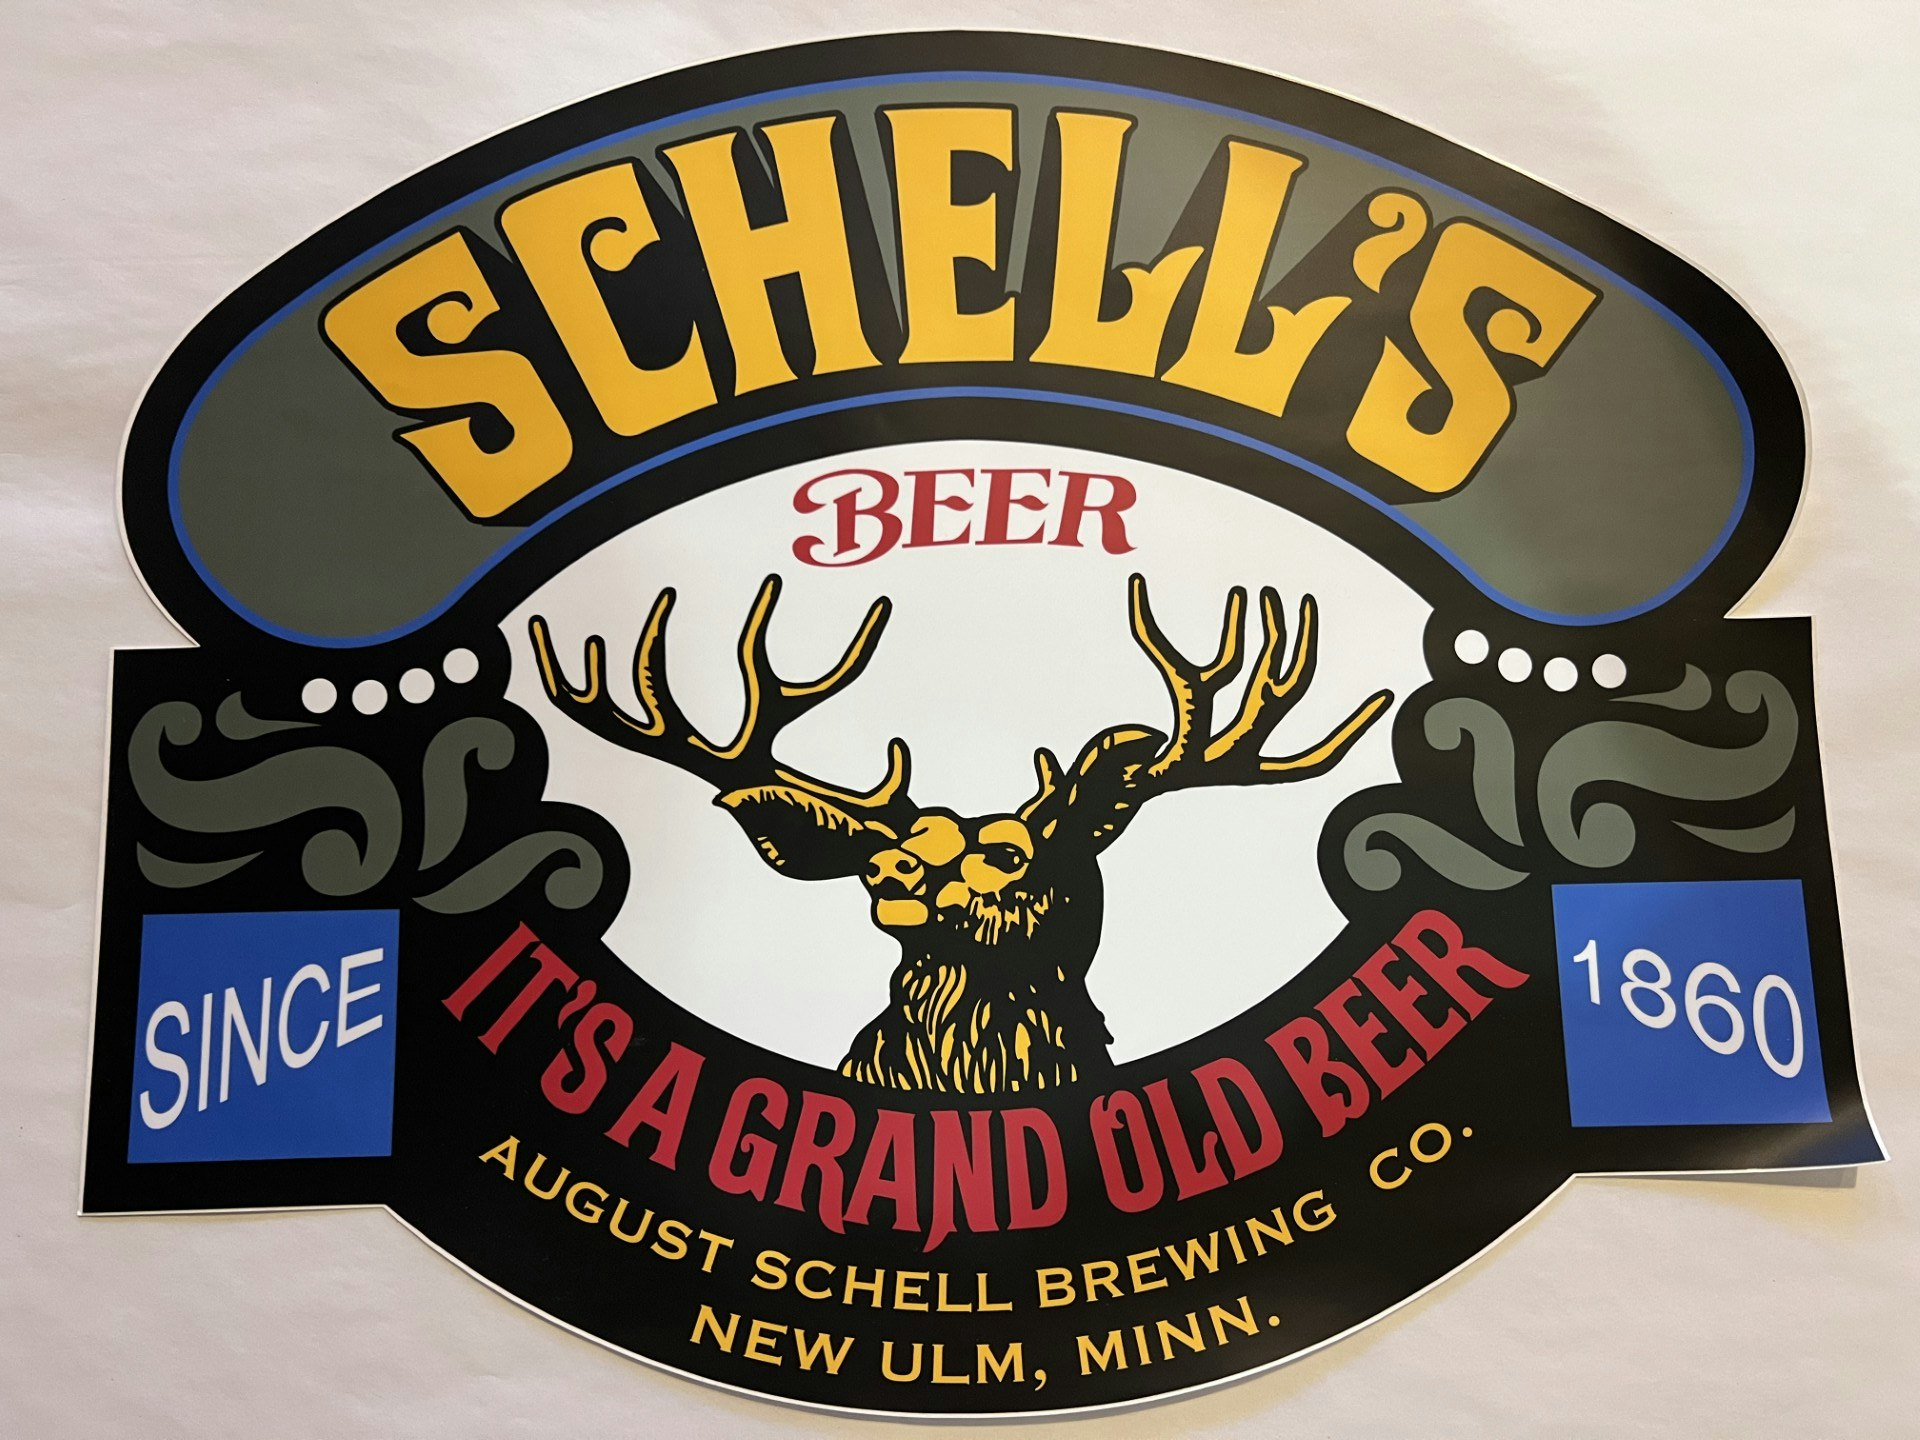 SCHELL'S
BEER
SINCE
1860
IT'S A GRAND OLD BEER
AUGUST SCHELL BREWING CO.
NEW ULM, MINN.